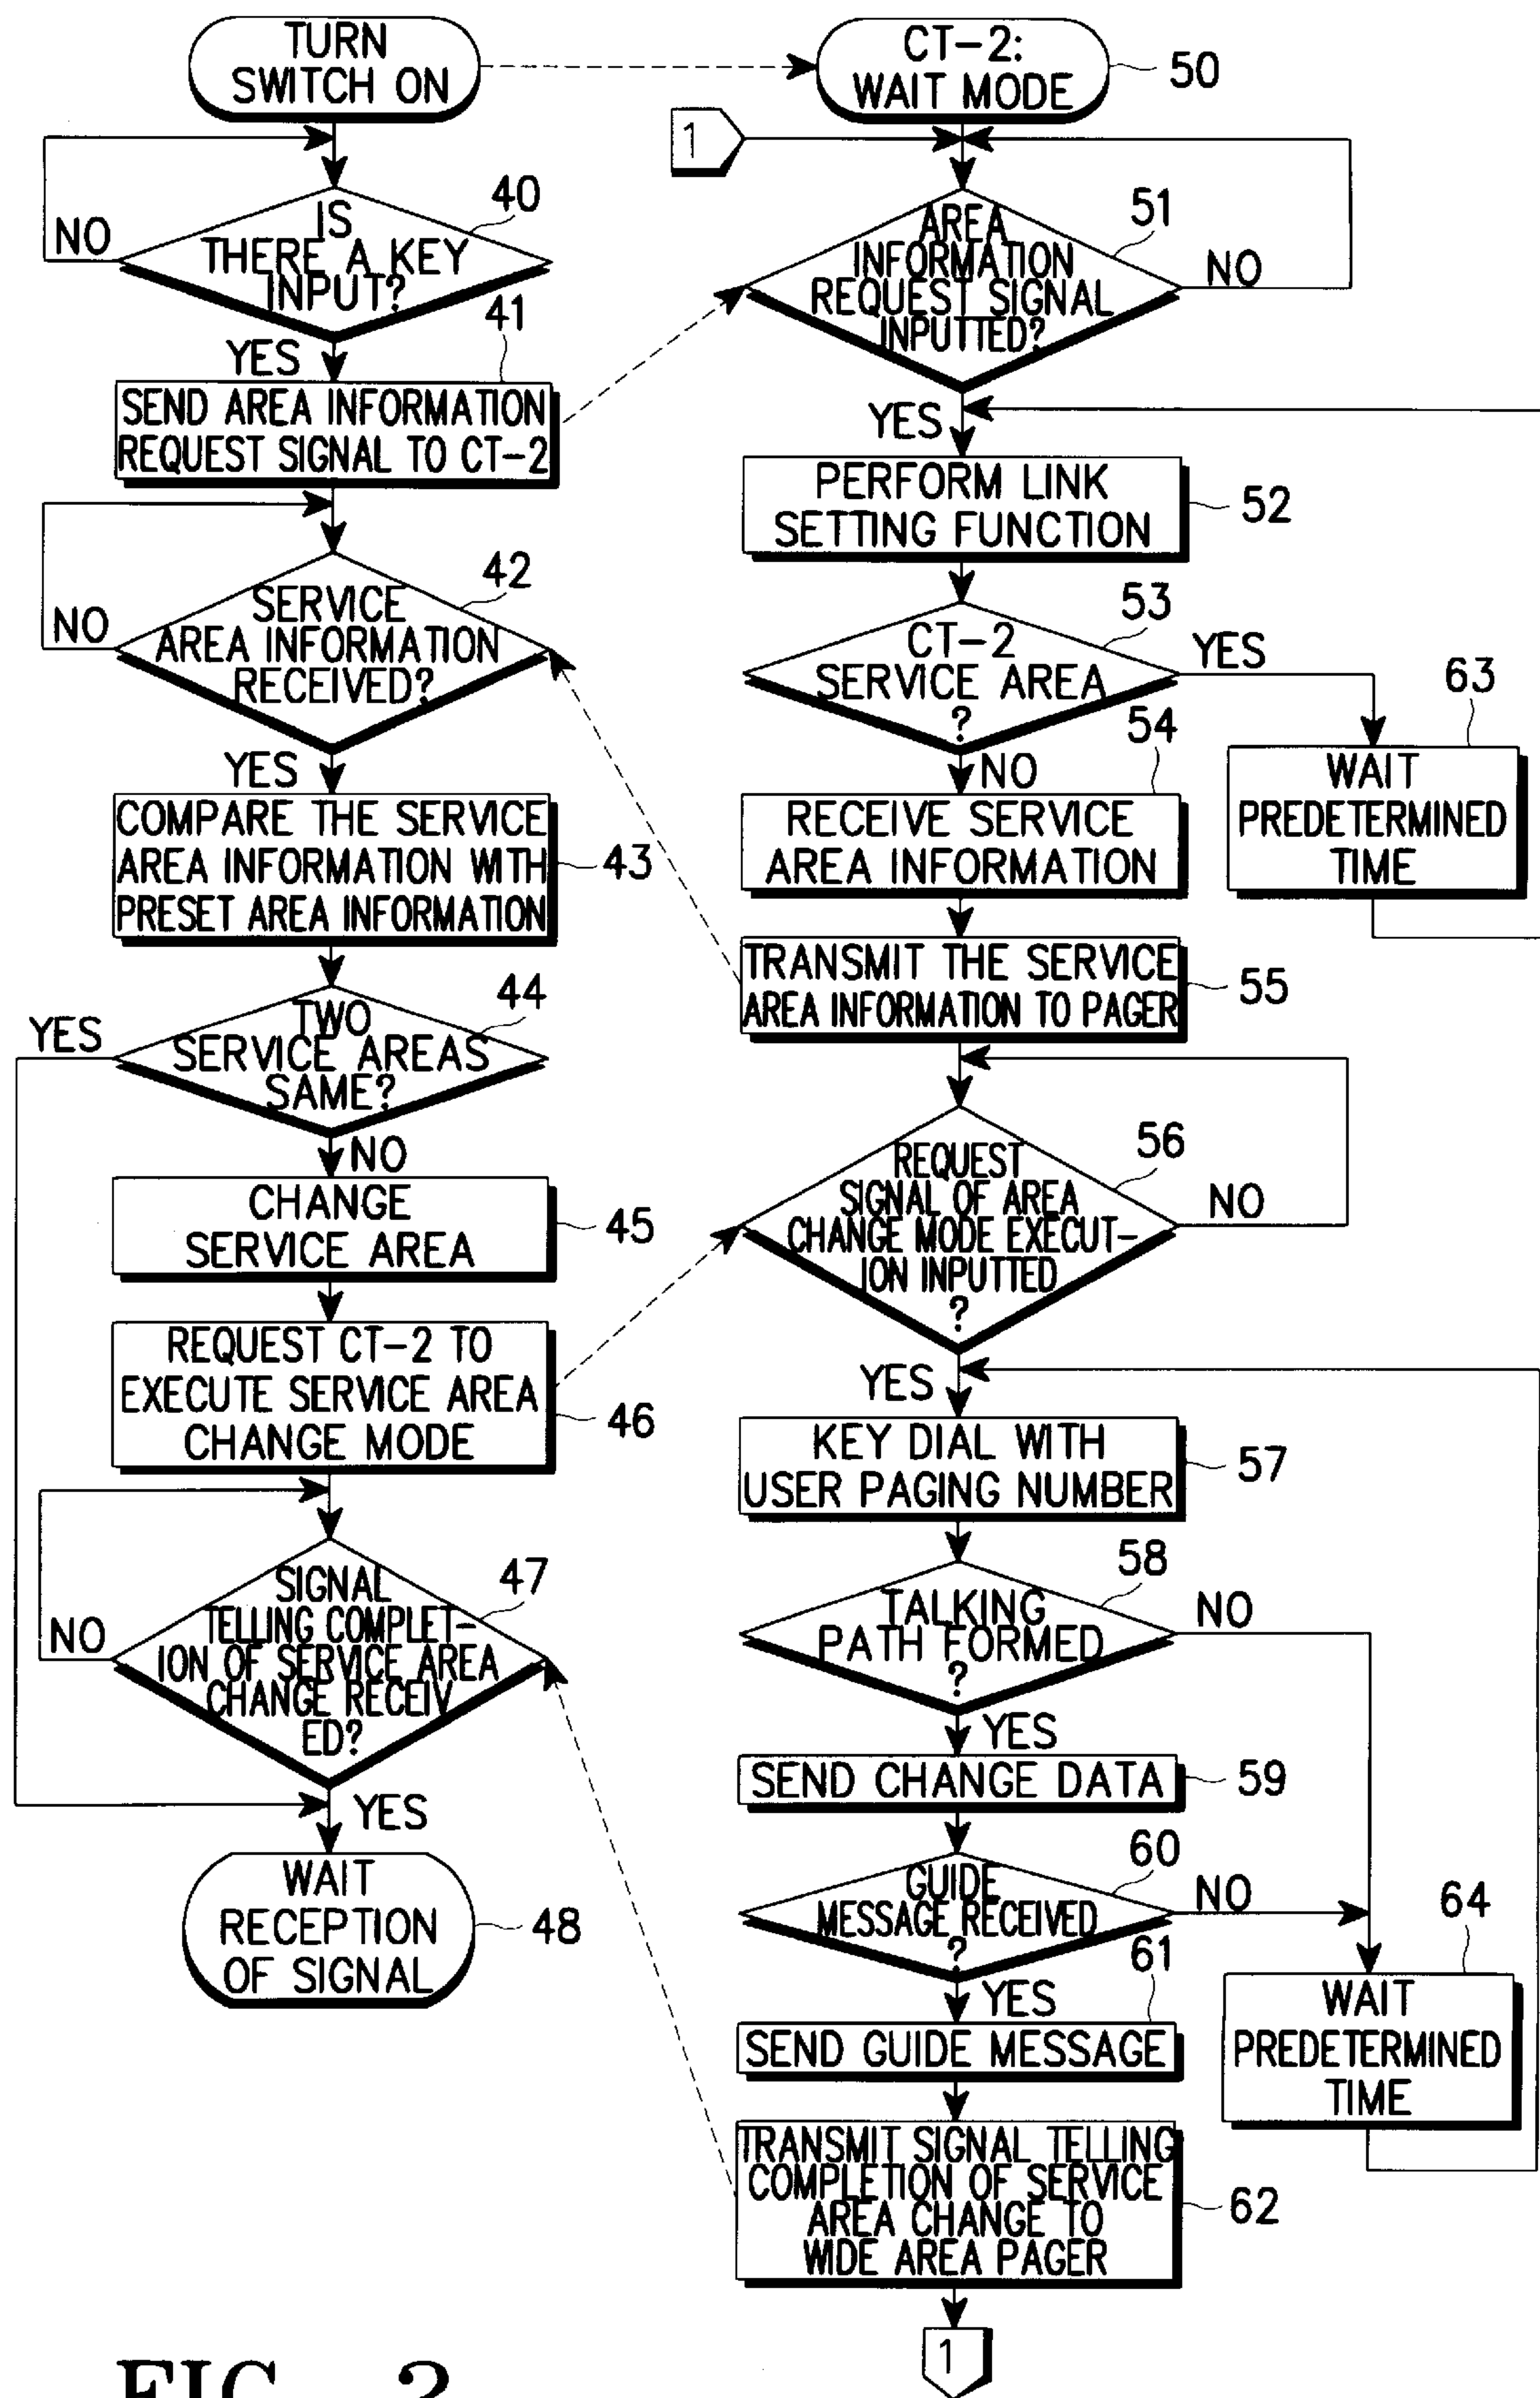 TURN
SWITCH ON
IS
THERE A KEY
INPUT?
40
NO
YES
41
SEND AREA INFORMATION
REQUEST SIGNAL TO CT-2
42
SERVICE
AREA INFORMATION
RECEIVED?
NO
YES
COMPARE THE SERVICE
AREA INFORMATION WITH
PRESET AREA INFORMATION
43
44
TWO
SERVICE AREAS
SAME?
YES
NO
CHANGE
SERVICE AREA
45
REQUEST CT-2 TO
EXECUTE SERVICE AREA
CHANGE MODE
46
47
SIGNAL
TELLING COMPLET-
ION OF SERVICE AREA
CHANGE RECEIV
ED?
NO
YES
WAIT
RECEPTION
OF SIGNAL
48
CT-2:
WAIT MODE
50
1
51
AREA
INFORMATION
REQUEST SIGNAL
INPUTTED?
NO
YES
PERFORM LINK
SETTING FUNCTION
52
53
CT-2
SERVICE AREA
?
YES
NO
63
WAIT
PREDETERMINED
TIME
54
RECEIVE SERVICE
AREA INFORMATION
TRANSMIT THE SERVICE
AREA INFORMATION TO PAGER
55
56
REQUEST
SIGNAL OF AREA
CHANGE MODE EXECUT-
ION INPUTTED
?
NO
YES
KEY DIAL WITH
USER PAGING NUMBER
57
58
TALKING
PATH FORMED
?
NO
YES
SEND CHANGE DATA
59
60
GUIDE
MESSAGE RECEIVED
?
NO
YES
64
WAIT
PREDETERMINED
TIME
61
SEND GUIDE MESSAGE
TRANSMIT SIGNAL TELLING
COMPLETION OF SERVICE
AREA CHANGE TO
WIDE AREA PAGER
62
1